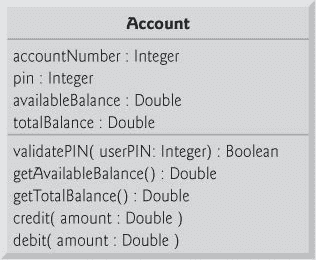 Account
accountNumber : Integer
pin : Integer
availableBalance : Double
totalBalance : Double
validatePIN( userPIN: Integer) : Boolean
getAvailableBalance() : Double
getTotalBalance() : Double
credit( amount : Double )
debit( amount : Double )